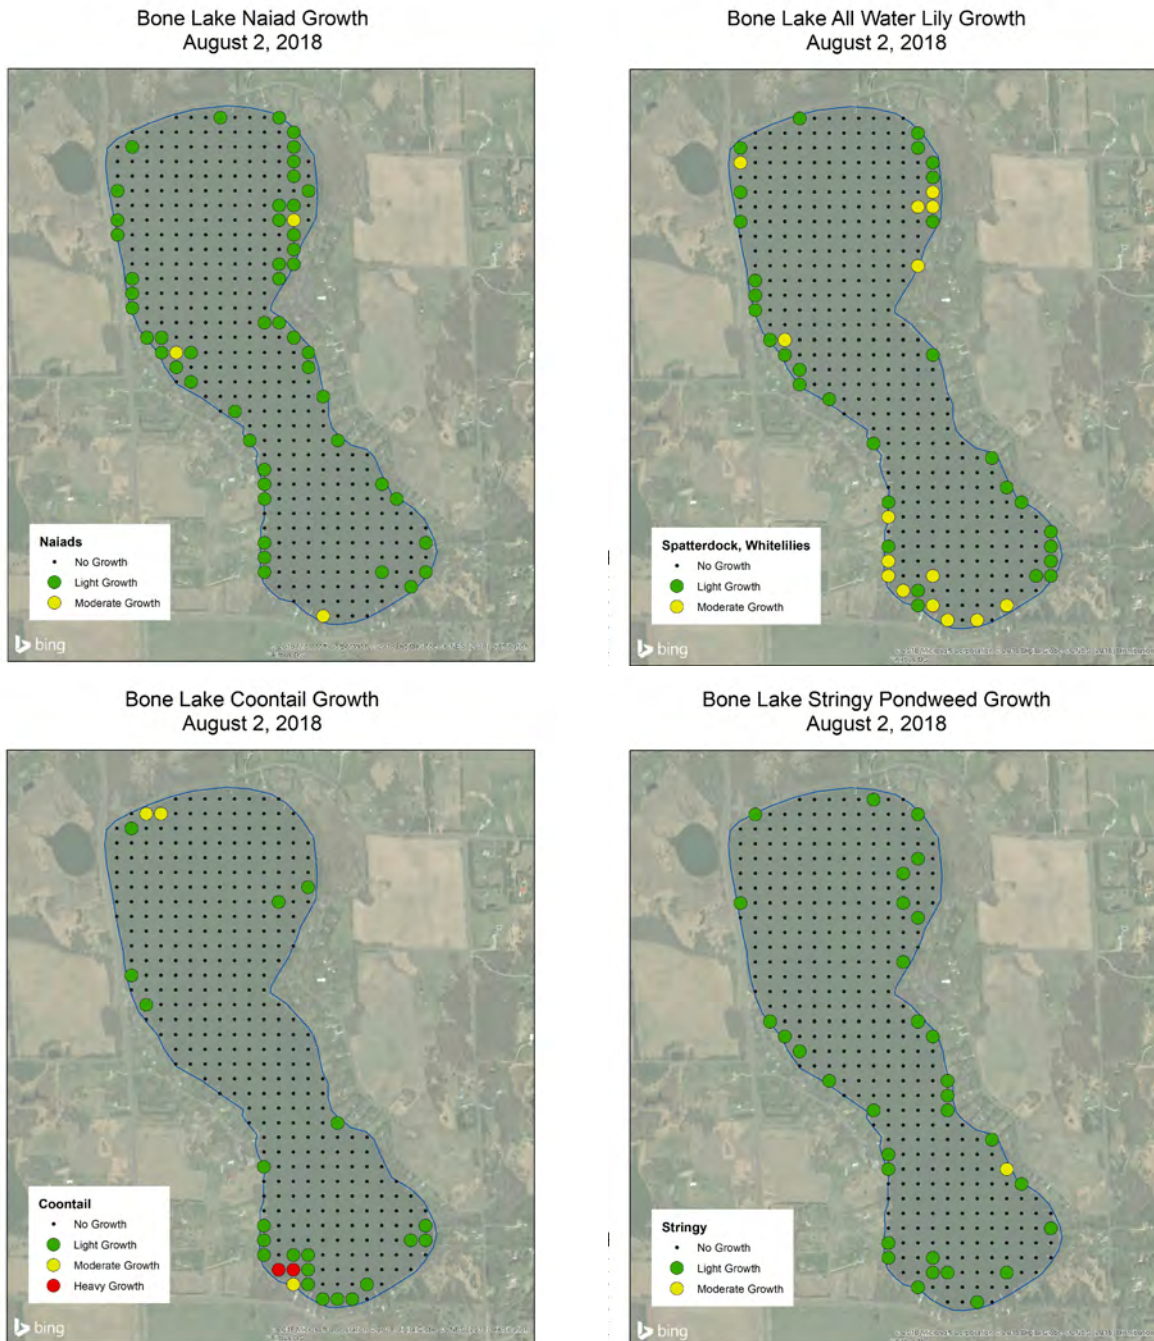 Bone Lake Naiad Growth
August 2, 2018
Naiads
No Growth
Light Growth
Moderate Growth
bing
Bone Lake All Water Lily Growth
August 2, 2018
Spatterdock, Whitelilies
No Growth
Light Growth
Moderate Growth
bing
Bone Lake Coontail Growth
August 2, 2018
Coontail
No Growth
Light Growth
Moderate Growth
Heavy Growth
bing
Bone Lake Stringy Pondweed Growth
August 2, 2018
Stringy
No Growth
Light Growth
Moderate Growth
bing